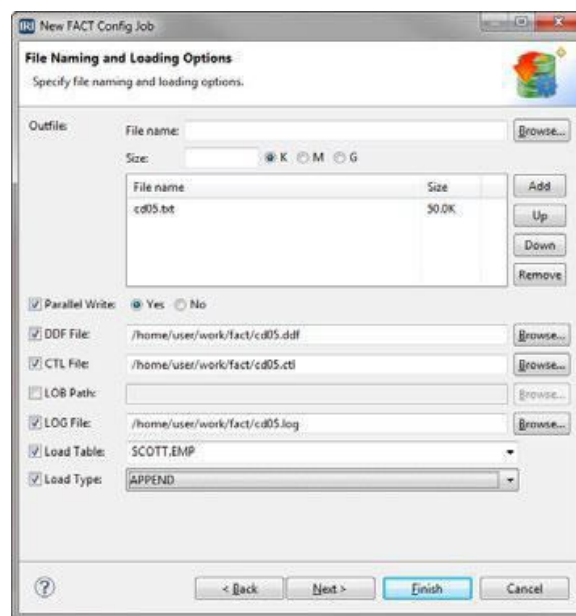 IRI New FACT Config Job
File Naming and Loading Options
Specify file naming and loading options.
Outfile: File name: Browse...
Size: K M G
File name Size Add
cd05.txt 50.0K Up
Down
Remove
Parallel Write: Yes No
DDF File: /home/user/work/fact/cd05.ddf Browse...
CTL File: /home/user/work/fact/cd05.ctl Browse...
LOB Path: Browse...
LOG File: /home/user/work/fact/cd05.log Browse...
Load Table: SCOTT.EMP
Load Type: APPEND
? < Back Next > Finish Cancel